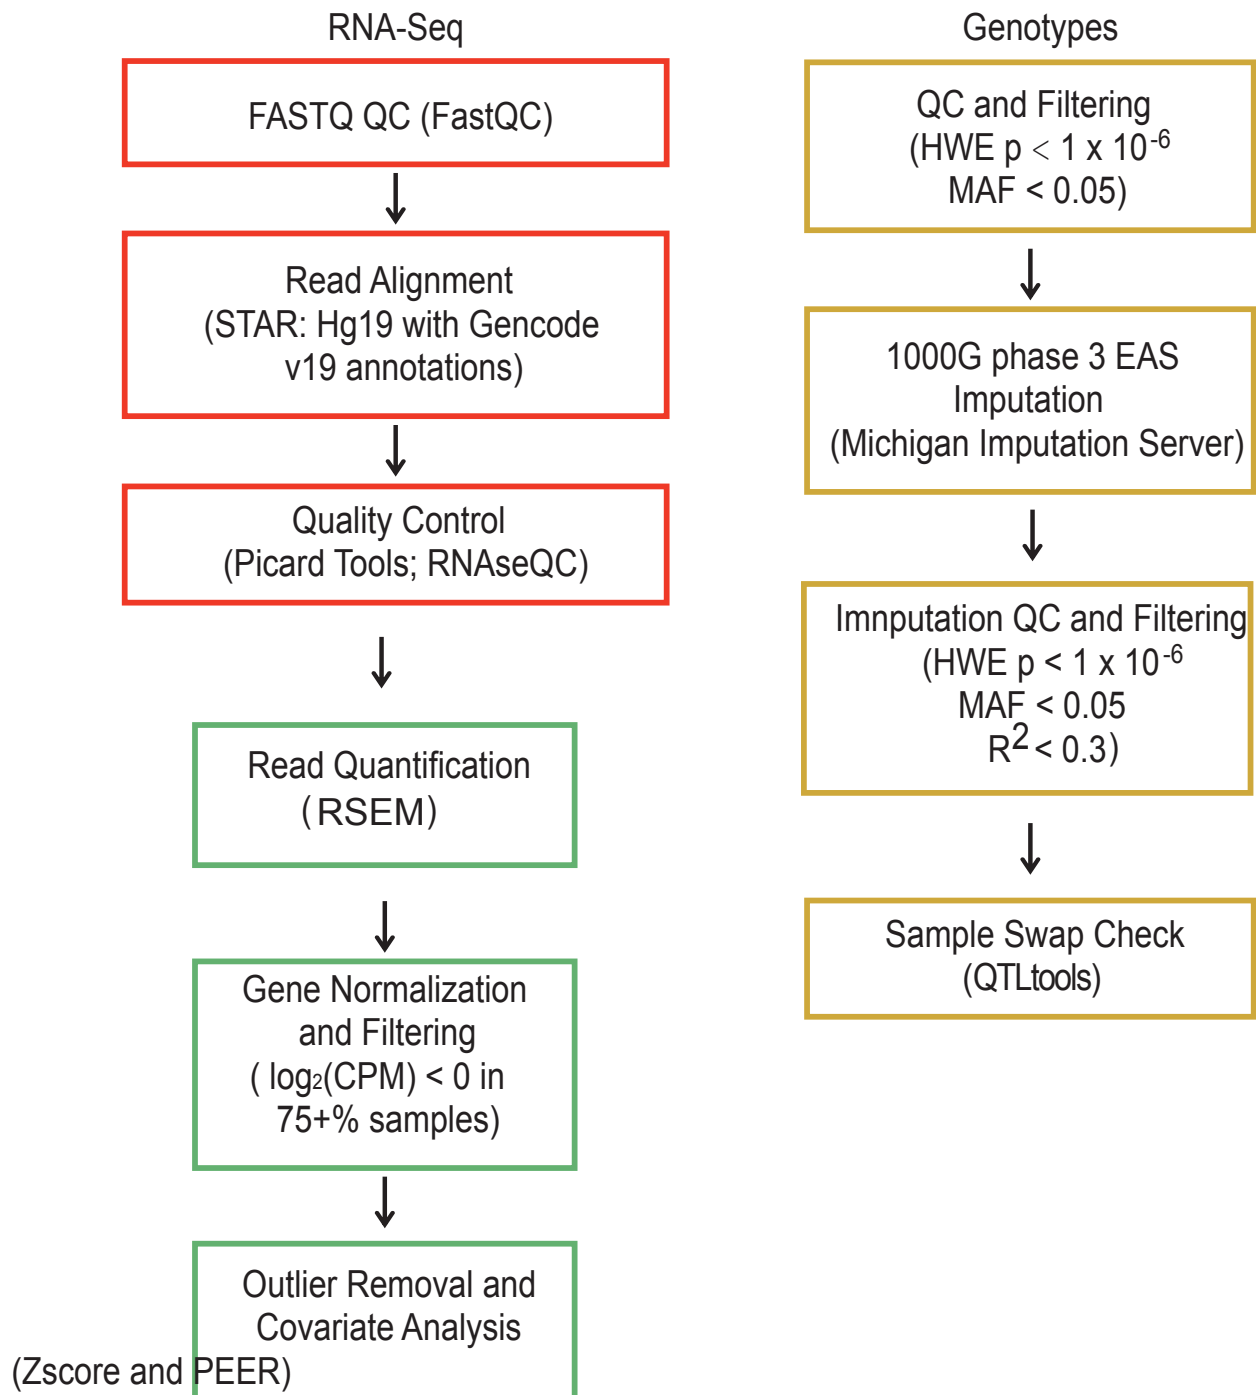 RNA-Seq
FASTQ QC (FastQC)
Read Alignment
(STAR: Hg19 with Gencode
v19 annotations)
Quality Control
(Picard Tools; RNAseQC)
Read Quantification
(RSEM)
Gene Normalization
and Filtering
( log₂(CPM) < 0 in
75+% samples)
Outlier Removal and
Covariate Analysis
(Zscore and PEER)
Genotypes
QC and Filtering
(HWE p < 1 x 10⁻⁶
MAF < 0.05)
1000G phase 3 EAS
Imputation
(Michigan Imputation Server)
Imnputation QC and Filtering
(HWE p < 1 x 10⁻⁶
MAF < 0.05
R² < 0.3)
Sample Swap Check
(QTLtools)